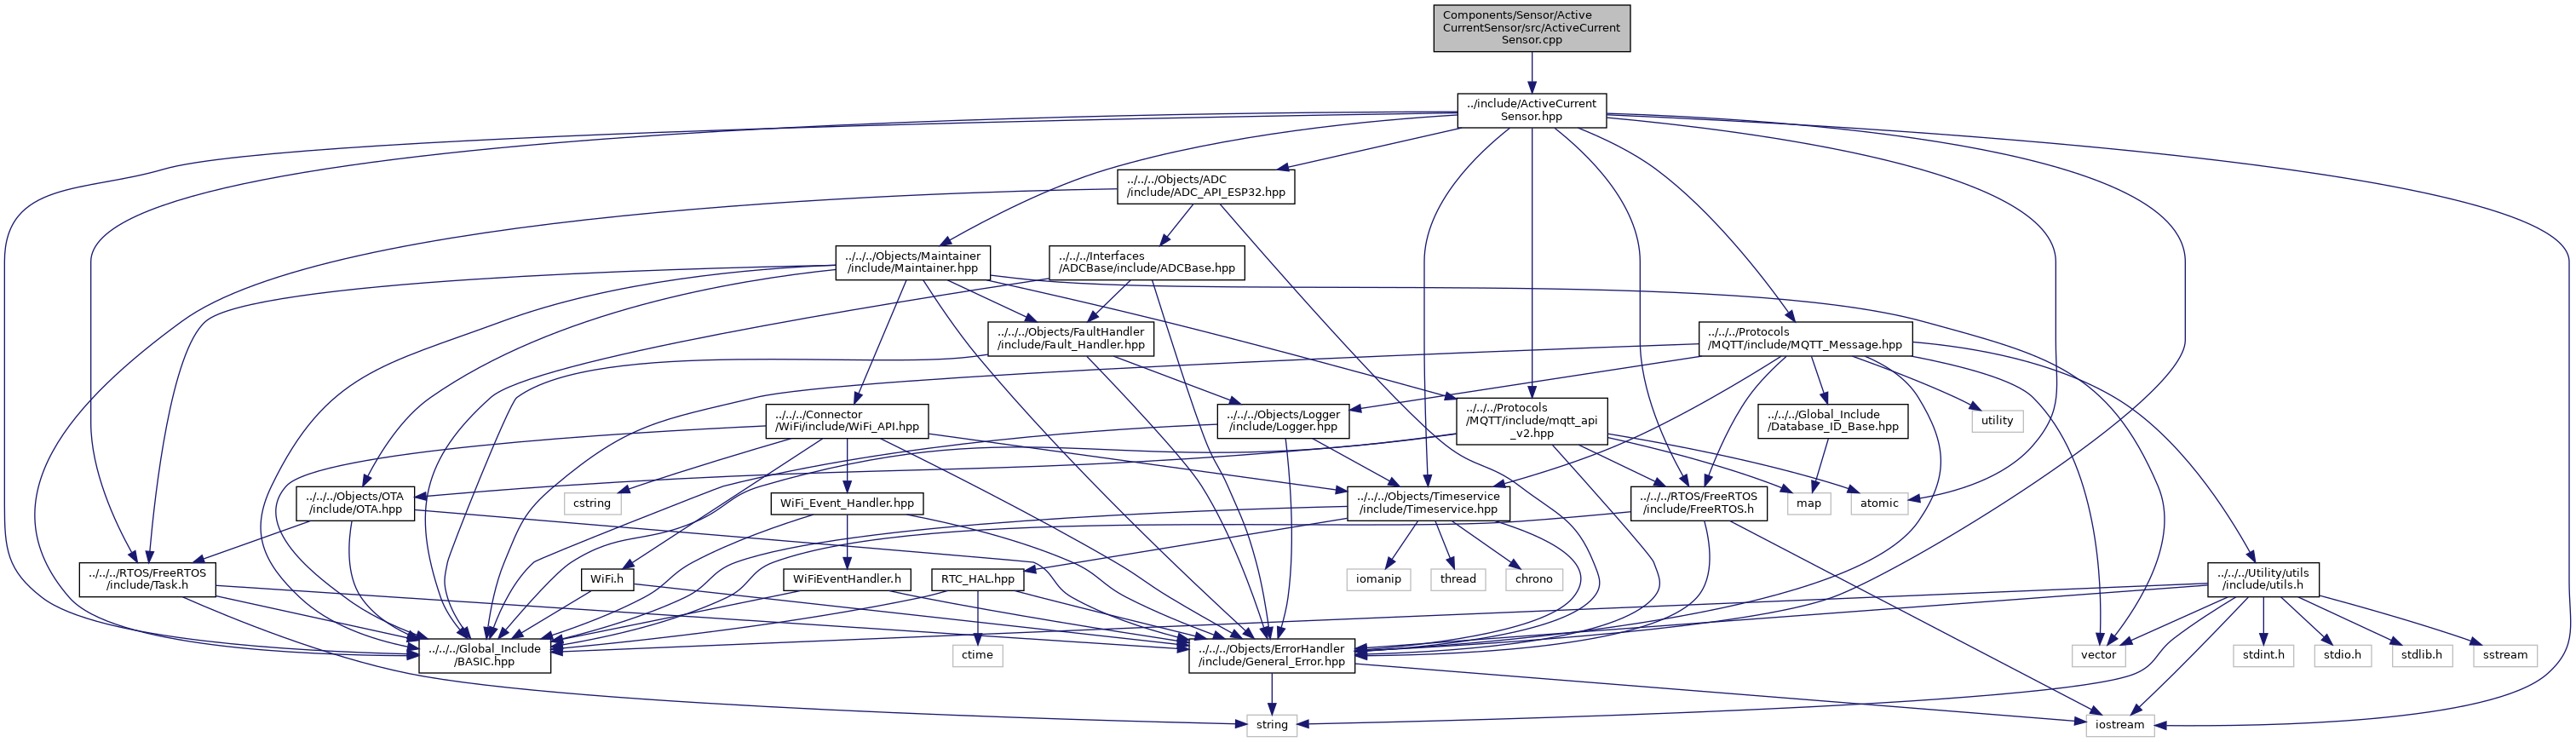 Components/Sensor/Active
CurrentSensor/src/ActiveCurrent
Sensor.cpp
../include/ActiveCurrent
Sensor.hpp
../../../Objects/ADC
/include/ADC_API_ESP32.hpp
../../../Objects/Maintainer
/include/Maintainer.hpp
../../../Interfaces
/ADCBase/include/ADCBase.hpp
../../../Objects/FaultHandler
/include/Fault_Handler.hpp
../../../Protocols
/MQTT/include/MQTT_Message.hpp
../../../Connector
/WiFi/include/WiFi_API.hpp
../../../Objects/Logger
/include/Logger.hpp
../../../Protocols
/MQTT/include/mqtt_api
_v2.hpp
../../../Global_Include
/Database_ID_Base.hpp
utility
../../../Objects/OTA
/include/OTA.hpp
cstring
WiFi_Event_Handler.hpp
../../../Objects/Timeservice
/include/Timeservice.hpp
../../../RTOS/FreeRTOS
/include/FreeRTOS.h
map
atomic
../../../RTOS/FreeRTOS
/include/Task.h
WiFi.h
WiFiEventHandler.h
RTC_HAL.hpp
iomanip
thread
chrono
../../../Utility/utils
/include/utils.h
../../../Global_Include
/BASIC.hpp
ctime
../../../Objects/ErrorHandler
/include/General_Error.hpp
vector
stdint.h
stdio.h
stdlib.h
sstream
string
iostream